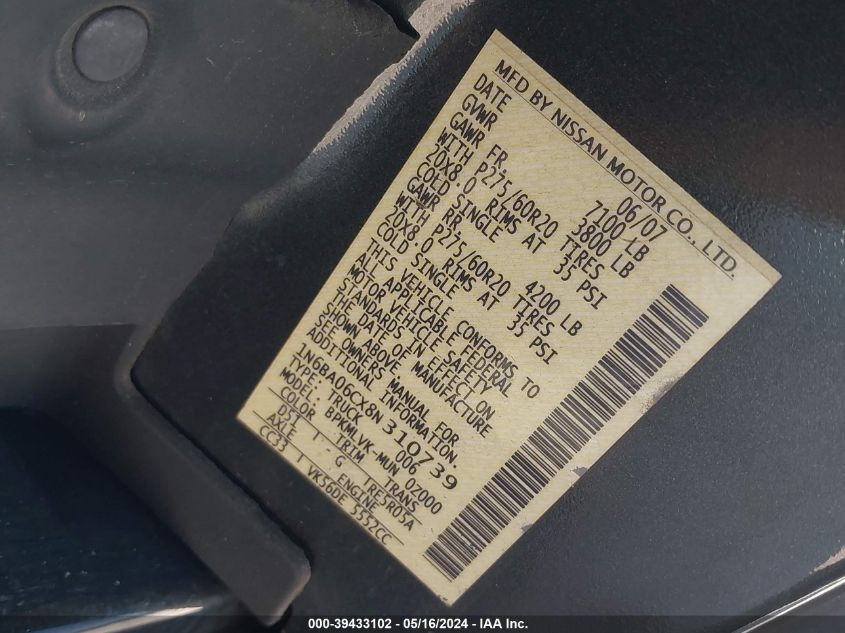 MFD BY NISSAN MOTOR CO., LTD.
DATE 06/07
GVWR 7100 LB
GAWR FR. 3800 LB
WITH P275/60R20 TIRES
20X8.0 RIMS AT 35 PSI
COLD SINGLE
GAWR RR. 4200 LB
WITH P275/60R20 TIRES
20X8.0 RIMS AT 35 PSI
COLD SINGLE
THIS VEHICLE CONFORMS TO
ALL APPLICABLE FEDERAL
MOTOR VEHICLE SAFETY
STANDARDS IN EFFECT ON
THE DATE OF MANUFACTURE
SHOWN ABOVE
SEE OWNERS MANUAL FOR
ADDITIONAL INFORMATION.
1N6BA06CX8N310739
TYPE: TRUCK 006
MODEL: BPKMLVK-MUN 0Z000
COLOR TRIM TRANS
G RE5R05A
AXLE ENGINE
CC33 VK56DE 5552CC
000-39433102 - 05/16/2024 - IAA Inc.